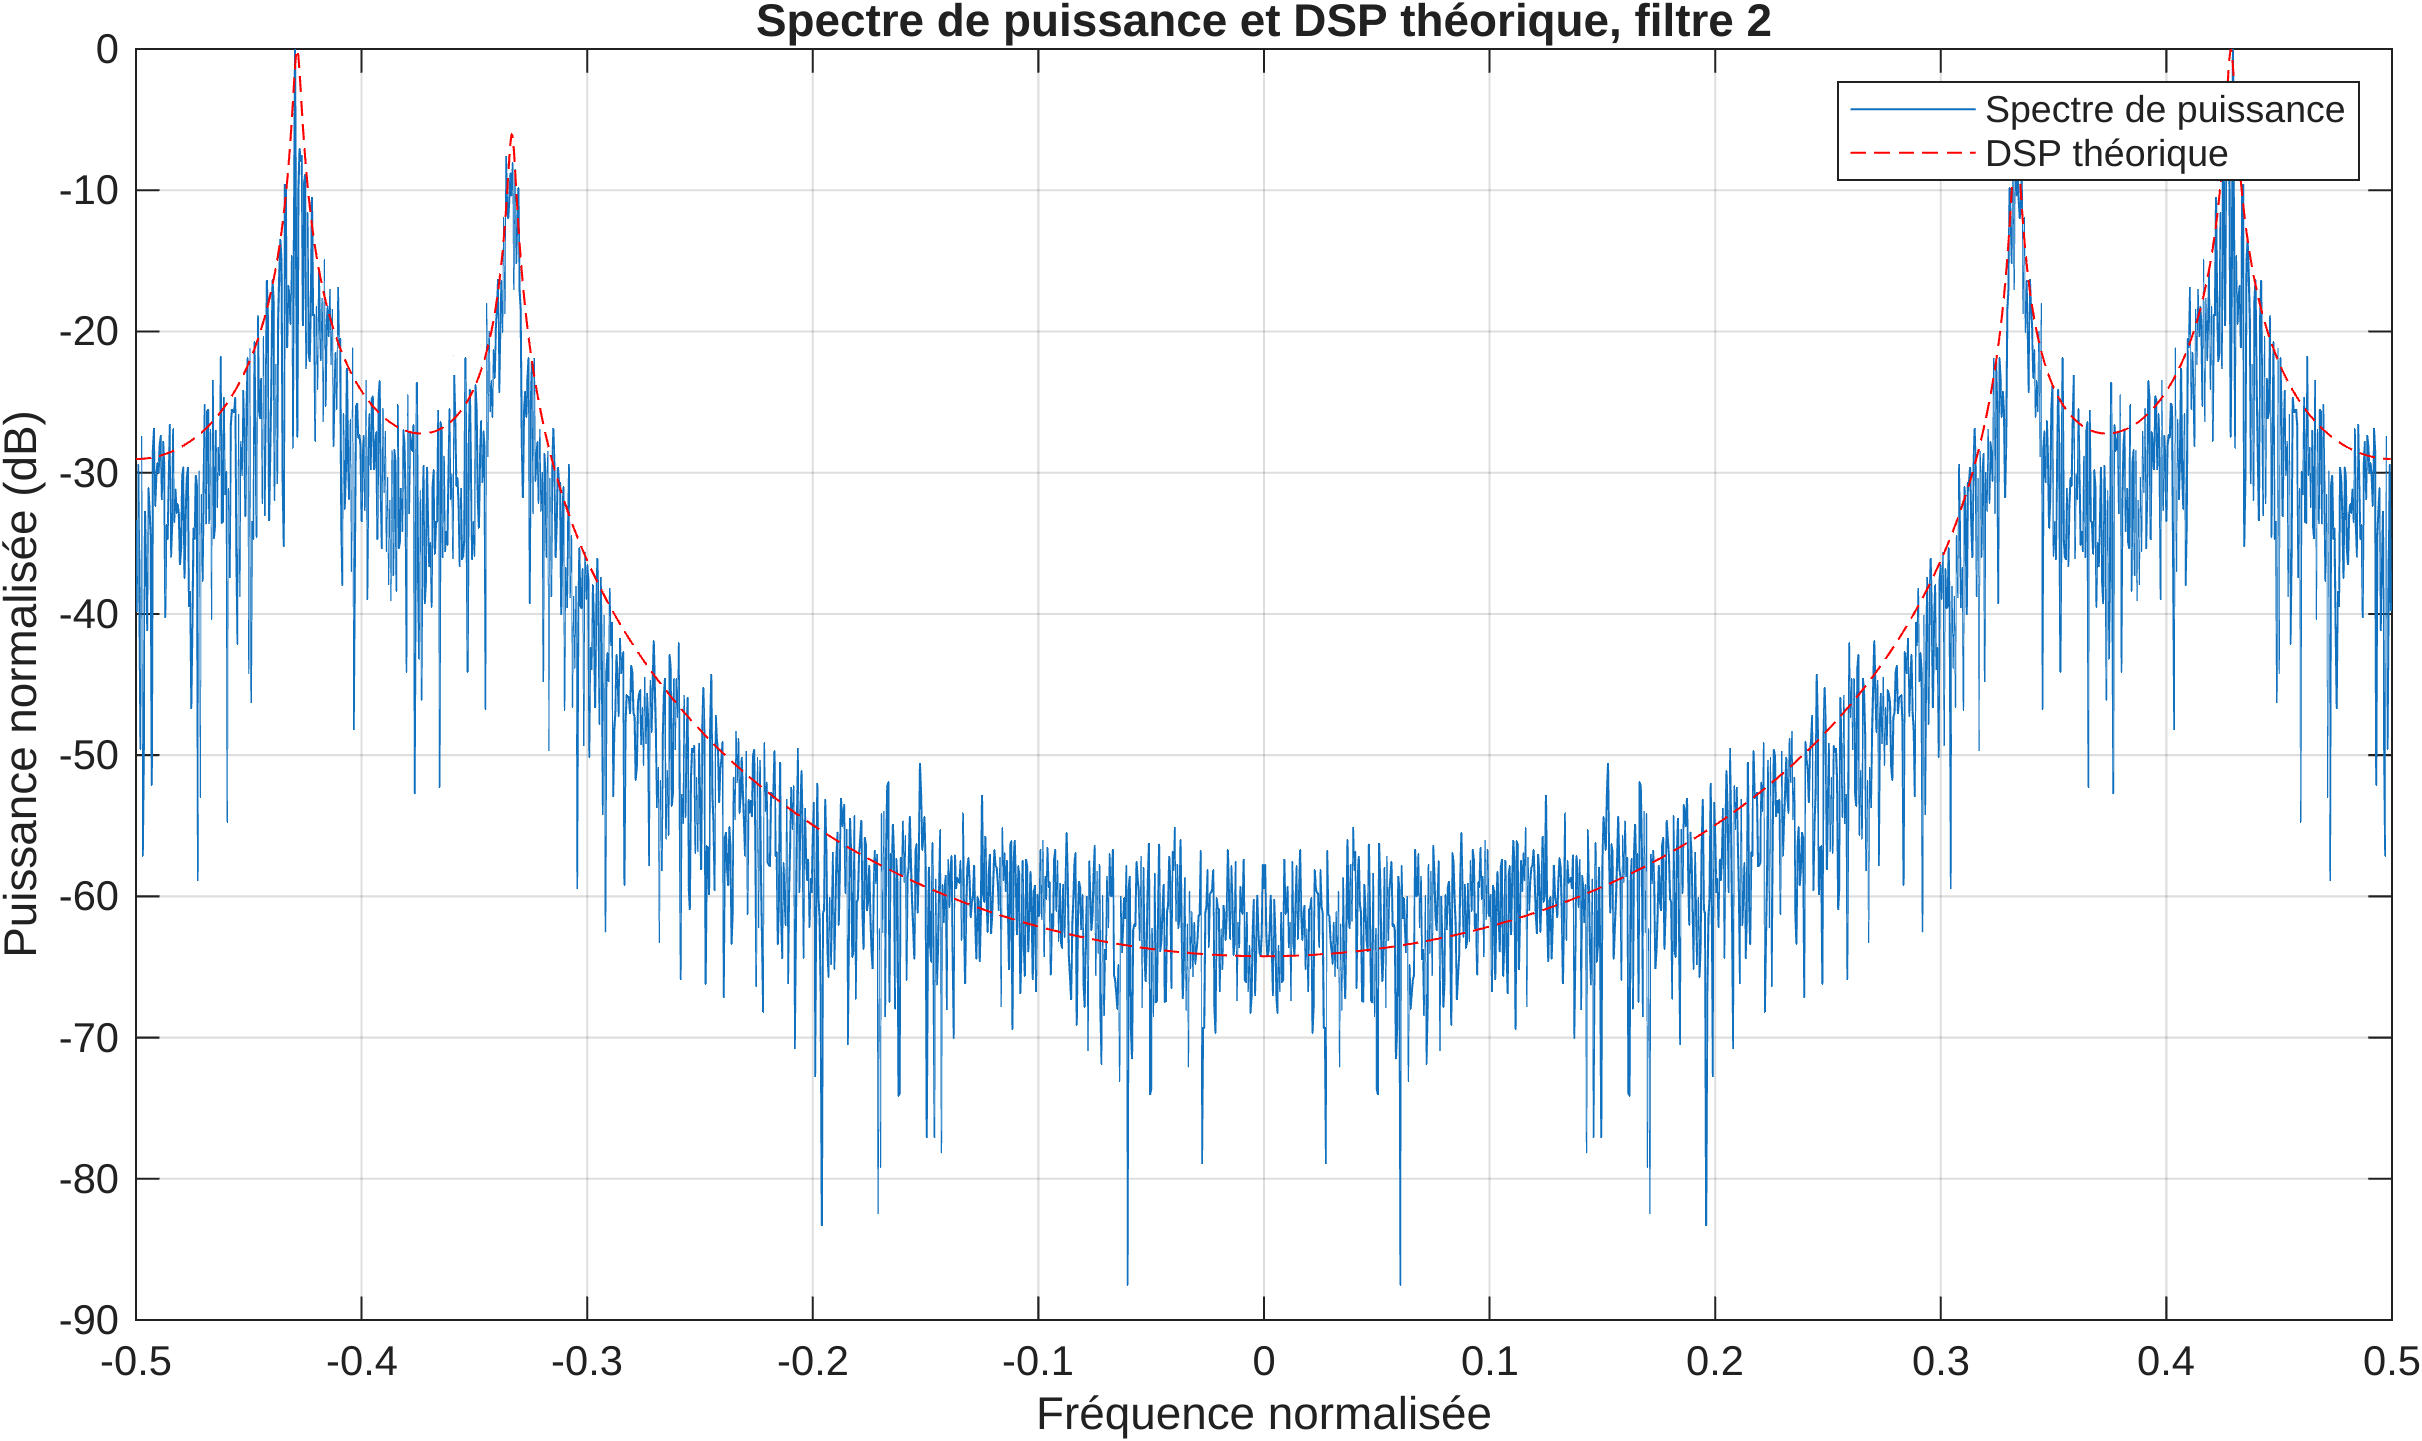 Spectre de puissance et DSP théorique, filtre 2
Spectre de puissance
DSP théorique
Puissance normalisée (dB)
0
-10
-20
-30
-40
-50
-60
-70
-80
-90
-0.5 -0.4 -0.3 -0.2 -0.1 0 0.1 0.2 0.3 0.4 0.5
Fréquence normalisée